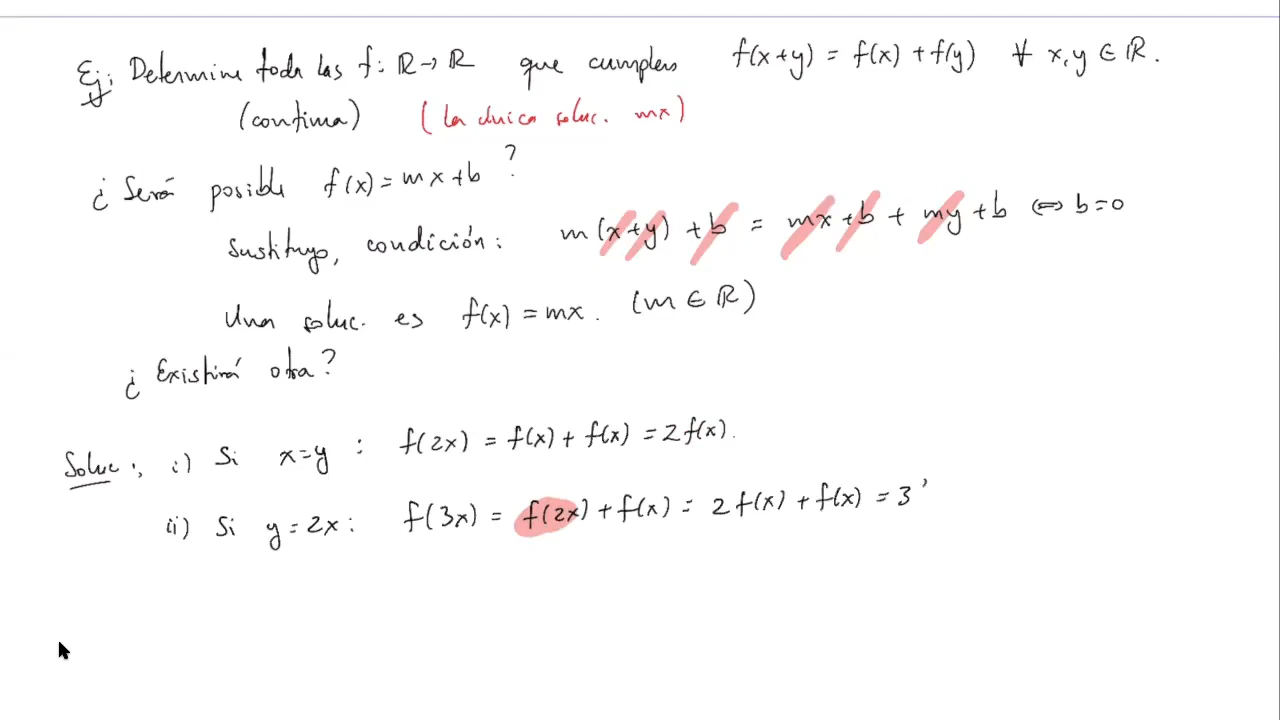 Ej: Determine toda las f: ℝ→ℝ que cumplen f(x+y) = f(x) + f(y) ∀ x,y ∈ ℝ.
(continua) (la única soluc. mx)
¿ Será posible f(x) = mx+b ?
Sustituyo, condición: m(x+y) + b = mx+b + my+b ⇔ b=0
Una soluc. es f(x) = mx. (m ∈ ℝ)
¿ Existirá otra?
Soluc: i) Si x=y : f(2x) = f(x) + f(x) = 2f(x).
ii) Si y=2x: f(3x) = f(2x) + f(x) = 2f(x) + f(x) = 3